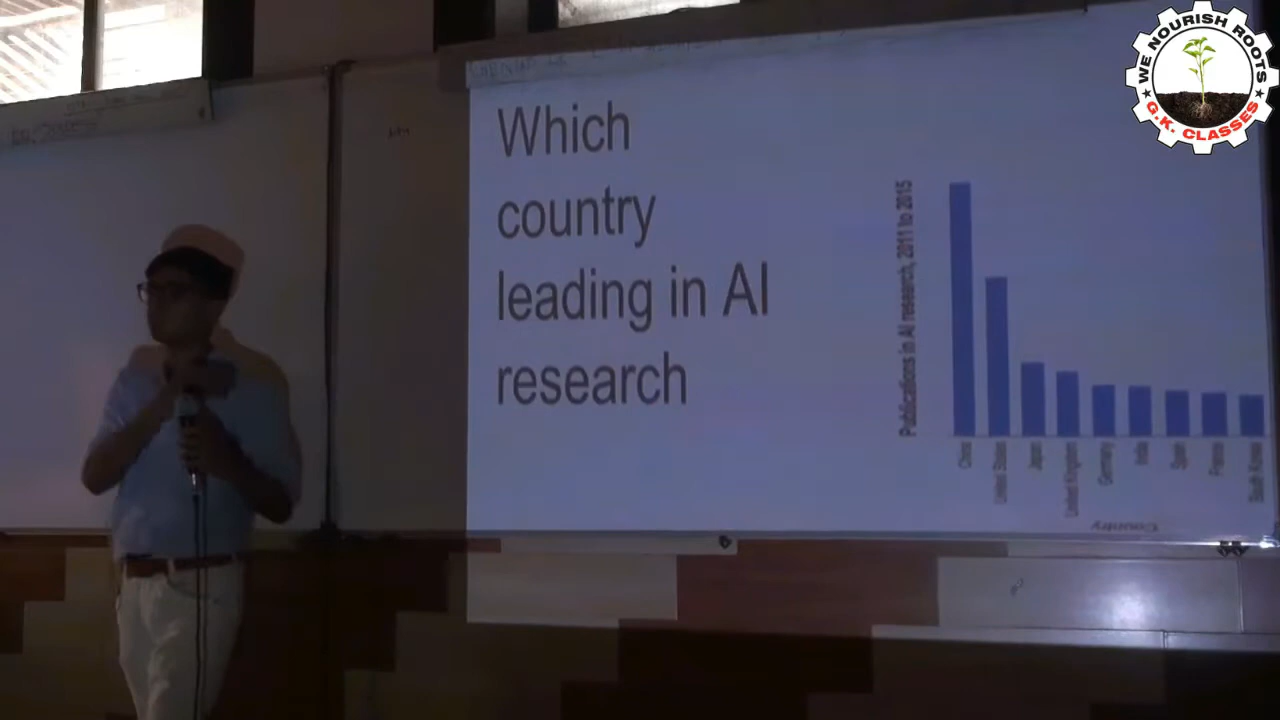 WE NOURISH ROOTS
G.K. CLASSES
Which
country
leading in AI
research
Publications in AI research, 2011 to 2015
China
United States
Japan
United Kingdom
Germany
India
Spain
France
South Korea
Country